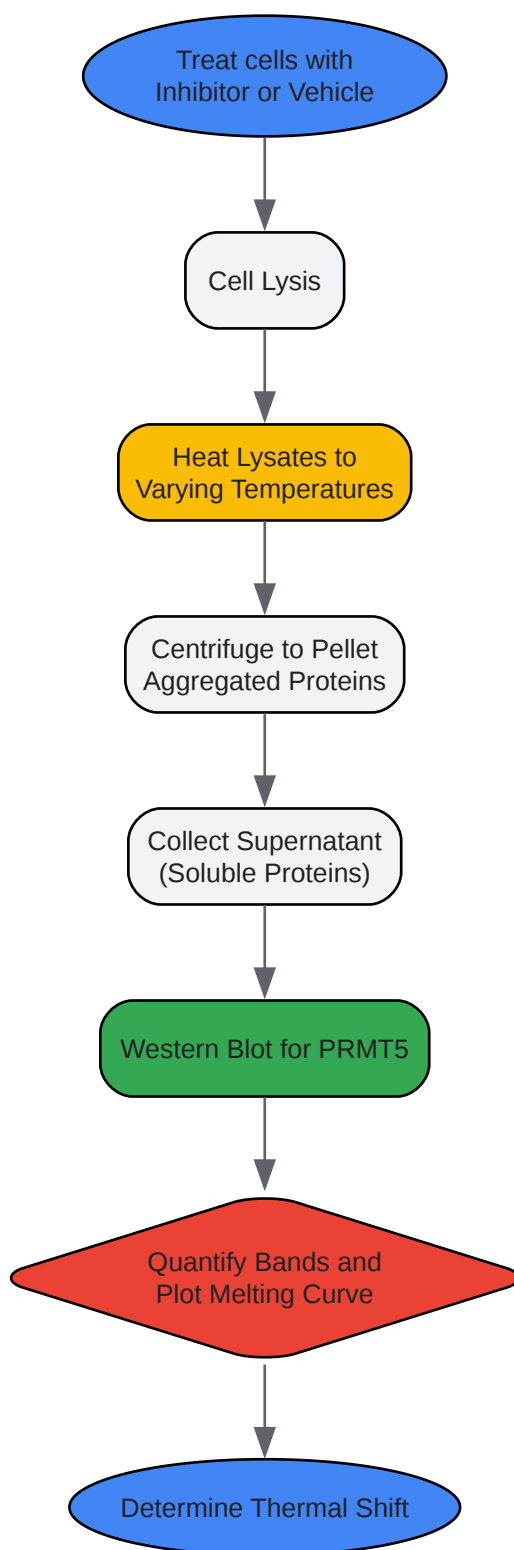 Treat cells with
Inhibitor or Vehicle
Cell Lysis
Heat Lysates to
Varying Temperatures
Centrifuge to Pellet
Aggregated Proteins
Collect Supernatant
(Soluble Proteins)
Western Blot for PRMT5
Quantify Bands and
Plot Melting Curve
Determine Thermal Shift